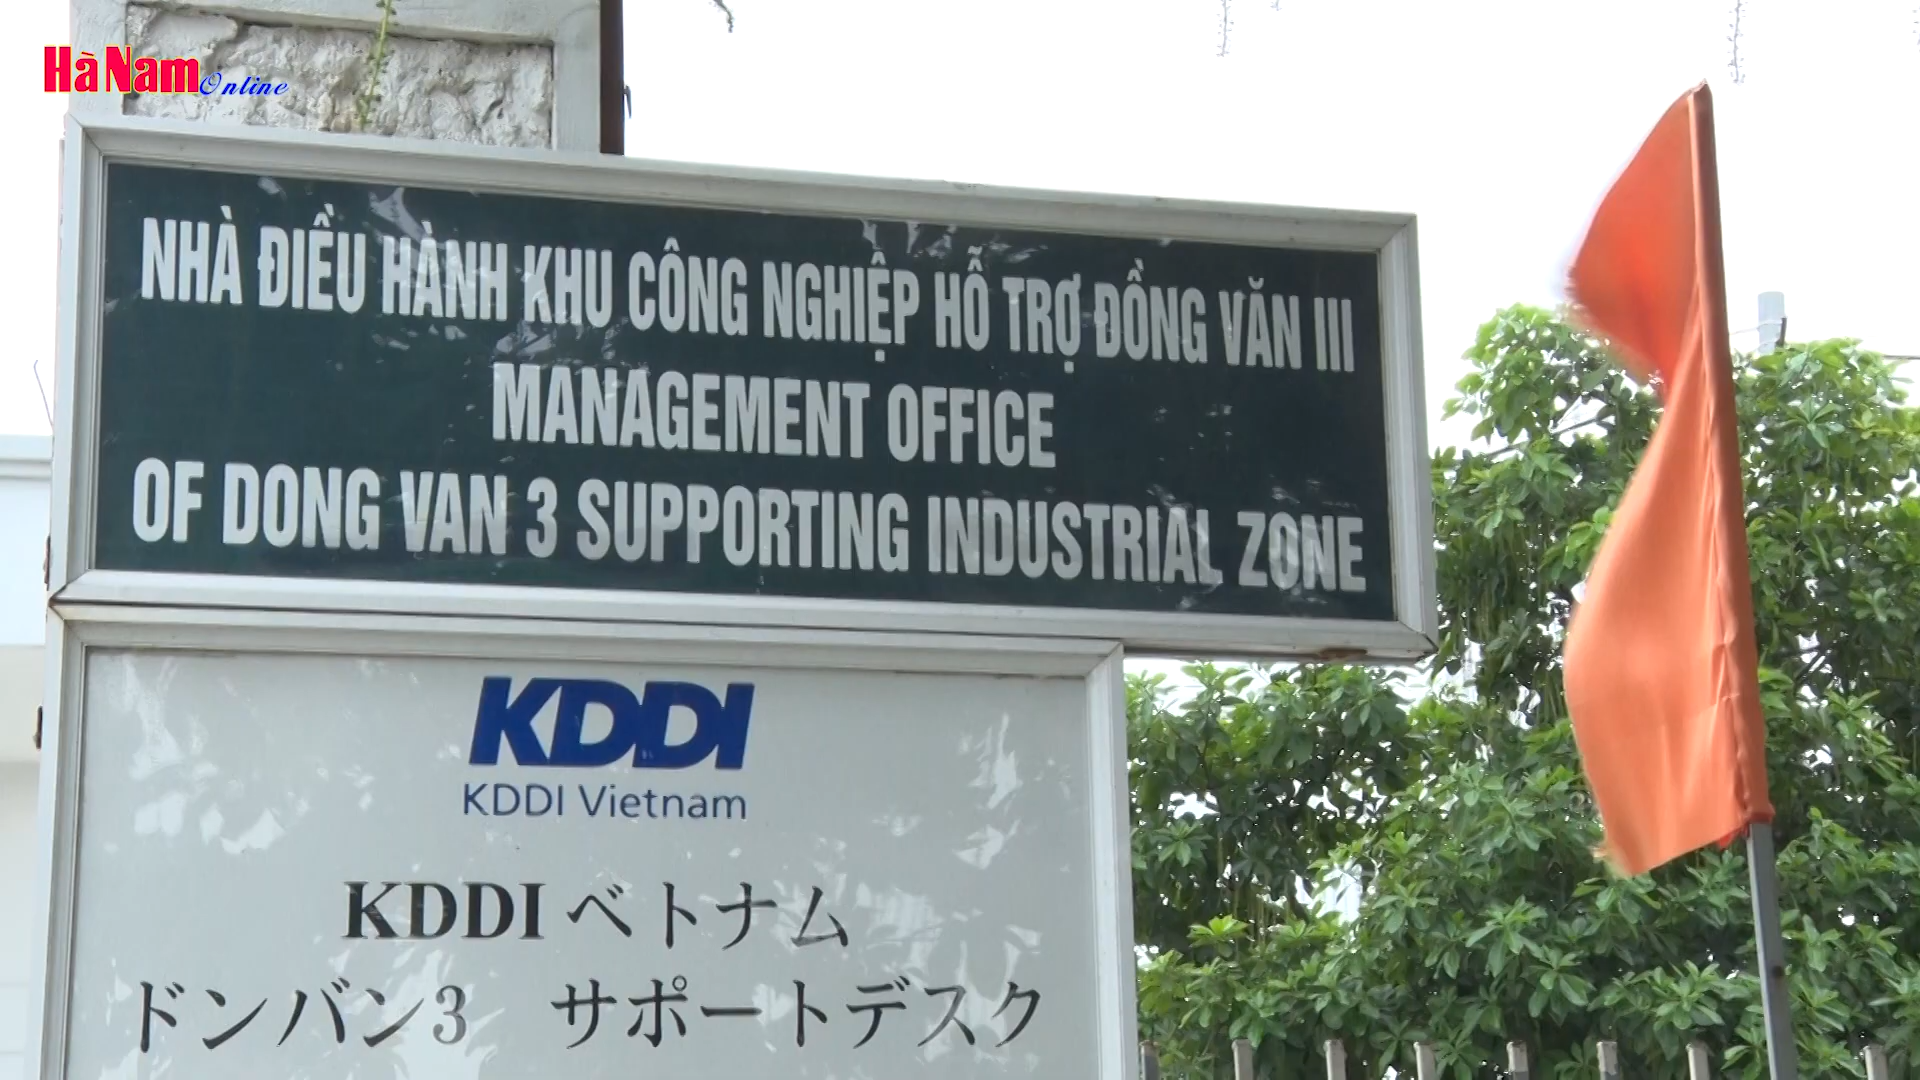 Hà Nam Online
NHÀ ĐIỀU HÀNH KHU CÔNG NGHIỆP HỖ TRỢ ĐỒNG VĂN III
MANAGEMENT OFFICE
OF DONG VAN 3 SUPPORTING INDUSTRIAL ZONE
KDDI
KDDI Vietnam
KDDI ベトナム
ドンバン3 サポートデスク